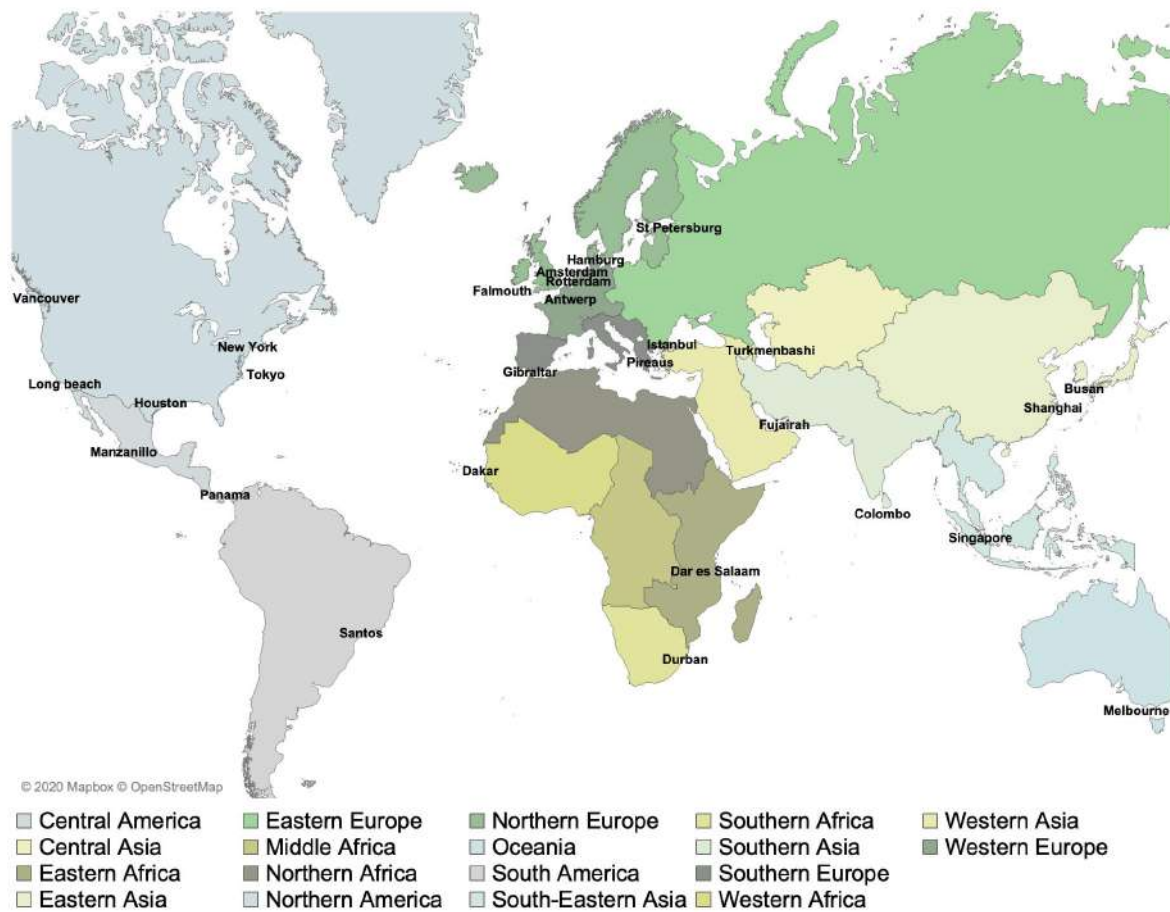 St Petersburg
Hamburg
Amsterdam
Rotterdam
Falmouth
Antwerp
Vancouver
New York
Istanbul
Turkmenbashi
Pireaus
Gibraltar
Tokyo
Long beach
Houston
Busan
Shanghai
Fujairah
Manzanillo
Dakar
Panama
Colombo
Singapore
Dar es Salaam
Santos
Durban
Melbourne
© 2020 Mapbox © OpenStreetMap
Central America
Central Asia
Eastern Africa
Eastern Asia
Eastern Europe
Middle Africa
Northern Africa
Northern America
Northern Europe
Oceania
South America
South-Eastern Asia
Southern Africa
Southern Asia
Southern Europe
Western Africa
Western Asia
Western Europe